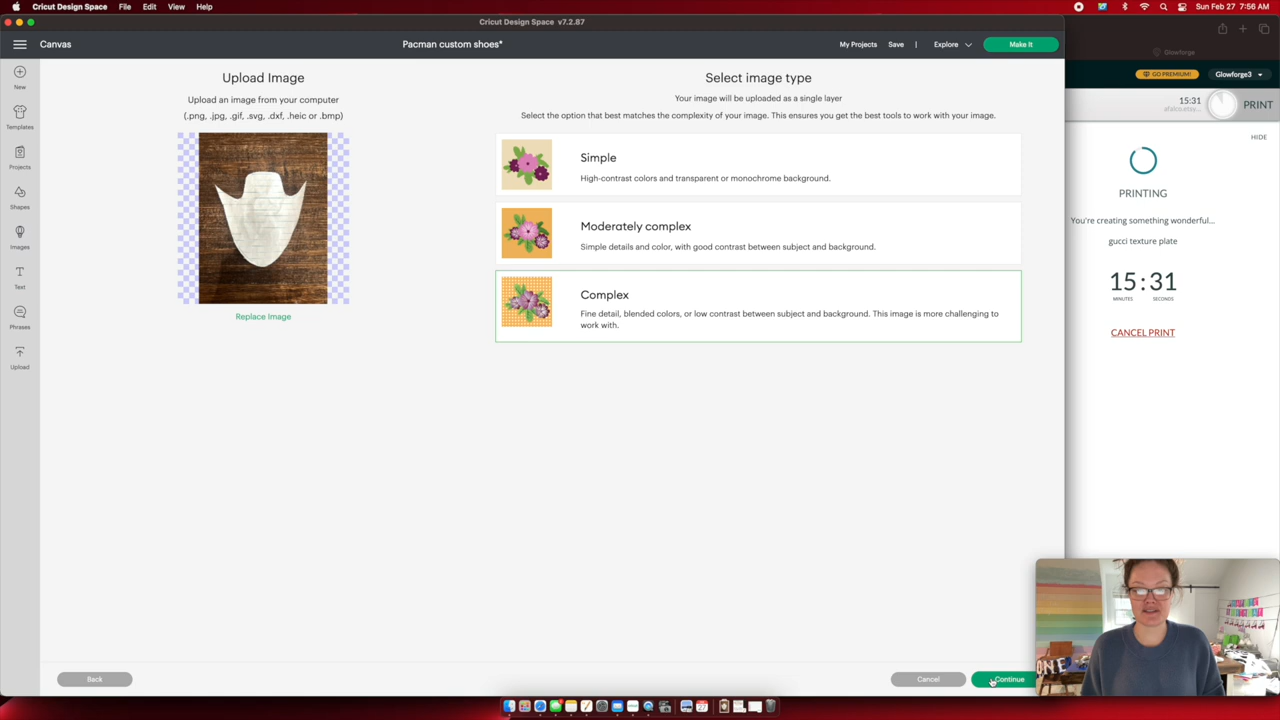 Cricut Design Space File Edit View Help
Sun Feb 27 7:56 AM
Cricut Design Space v7.2.87
Canvas
Pacman custom shoes*
My Projects Save | Explore Make It
Glowforge
GO PREMIUM! Glowforge3
15:31
afalco.etsy...
PRINT
HIDE
New
Templates
Projects
Shapes
Images
Text
Phrases
Upload
Upload Image
Upload an image from your computer
(.png, .jpg, .gif, .svg, .dxf, .heic or .bmp)
Replace Image
Select image type
Your image will be uploaded as a single layer
Select the option that best matches the complexity of your image. This ensures you get the best tools to work with your image.
Simple
High-contrast colors and transparent or monochrome background.
Moderately complex
Simple details and color, with good contrast between subject and background.
Complex
Fine detail, blended colors, or low contrast between subject and background. This image is more challenging to
work with.
PRINTING
You're creating something wonderful...
gucci texture plate
15:31
MINUTES SECONDS
CANCEL PRINT
Back
Cancel
Continue
ONE